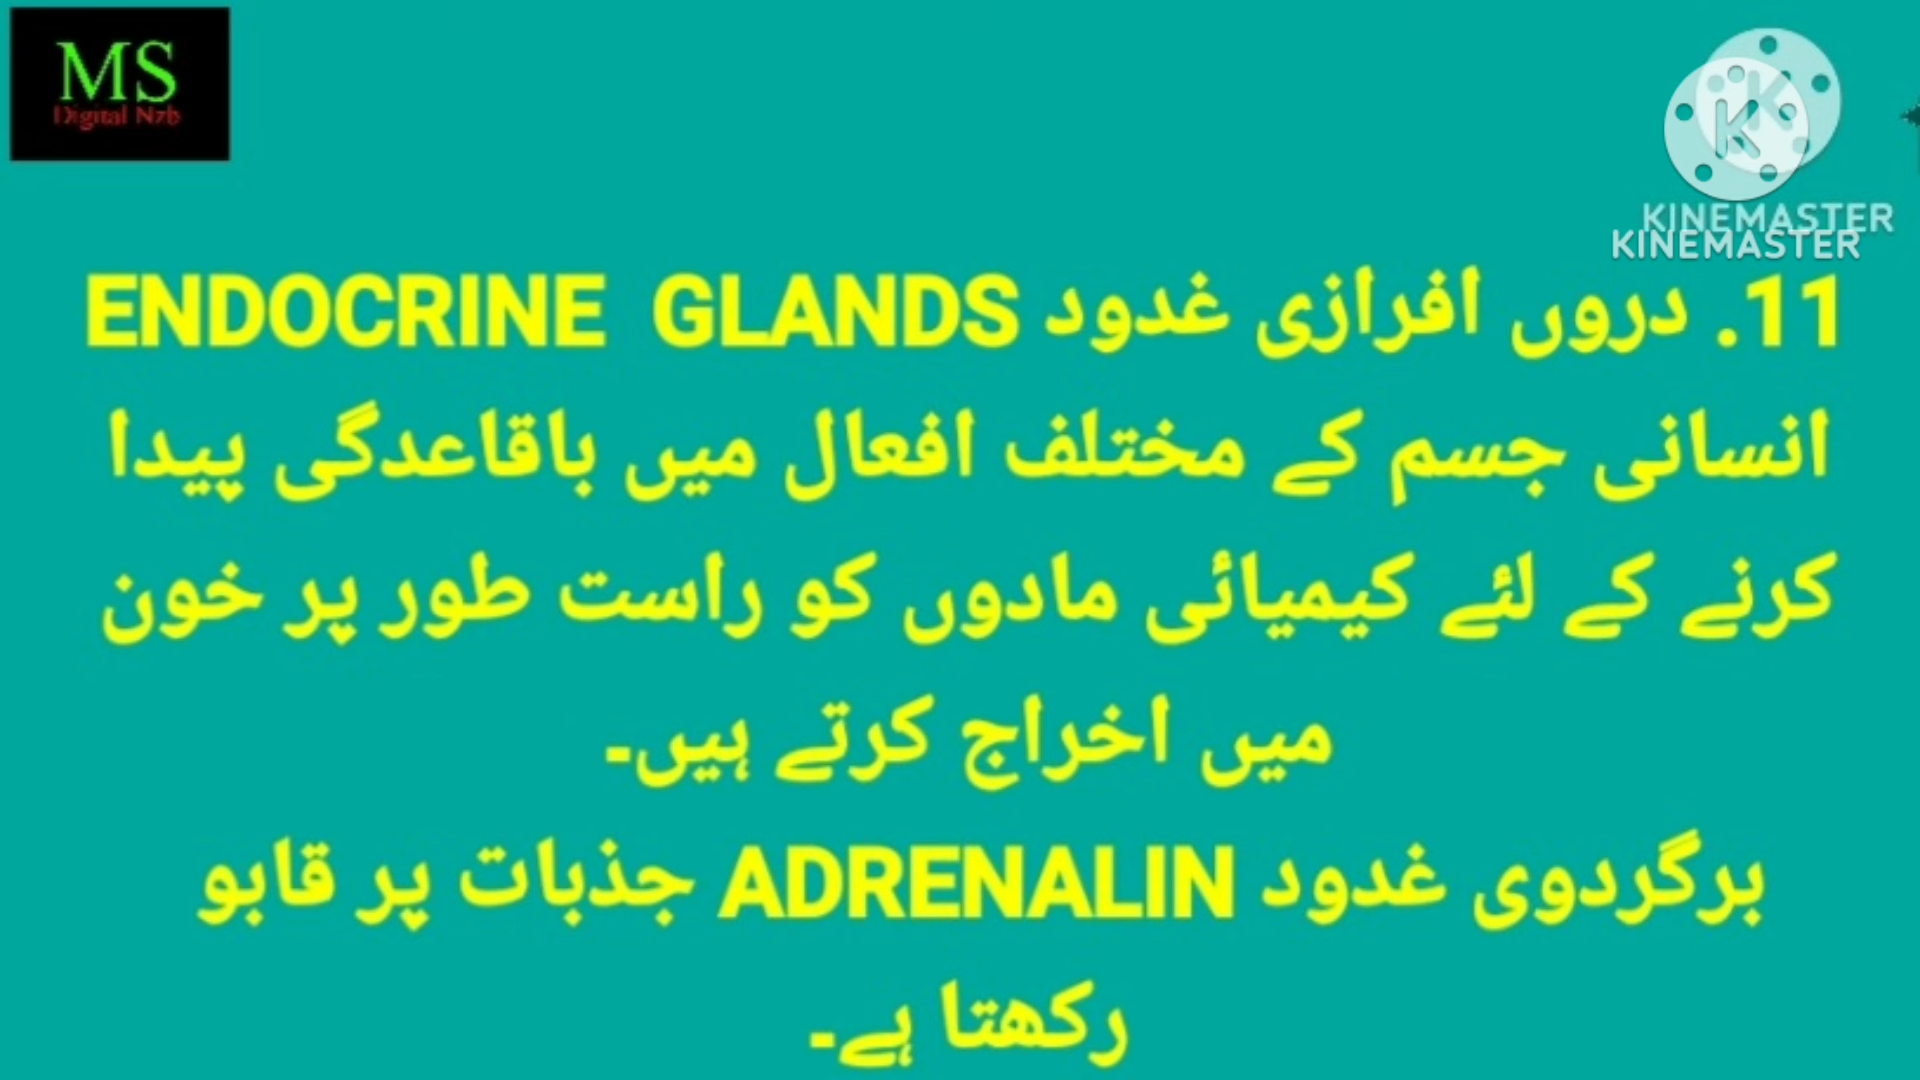 MS
Digital Nzb
KINEMASTER
KINEMASTER
11. دروں افرازی غدود ENDOCRINE GLANDS
انسانی جسم کے مختلف افعال میں باقاعدگی پیدا
کرنے کے لئے کیمیائی مادوں کو راست طور پر خون
میں اخراج کرتے ہیں۔
برگردوی غدود ADRENALIN جذبات پر قابو
رکھتا ہے۔